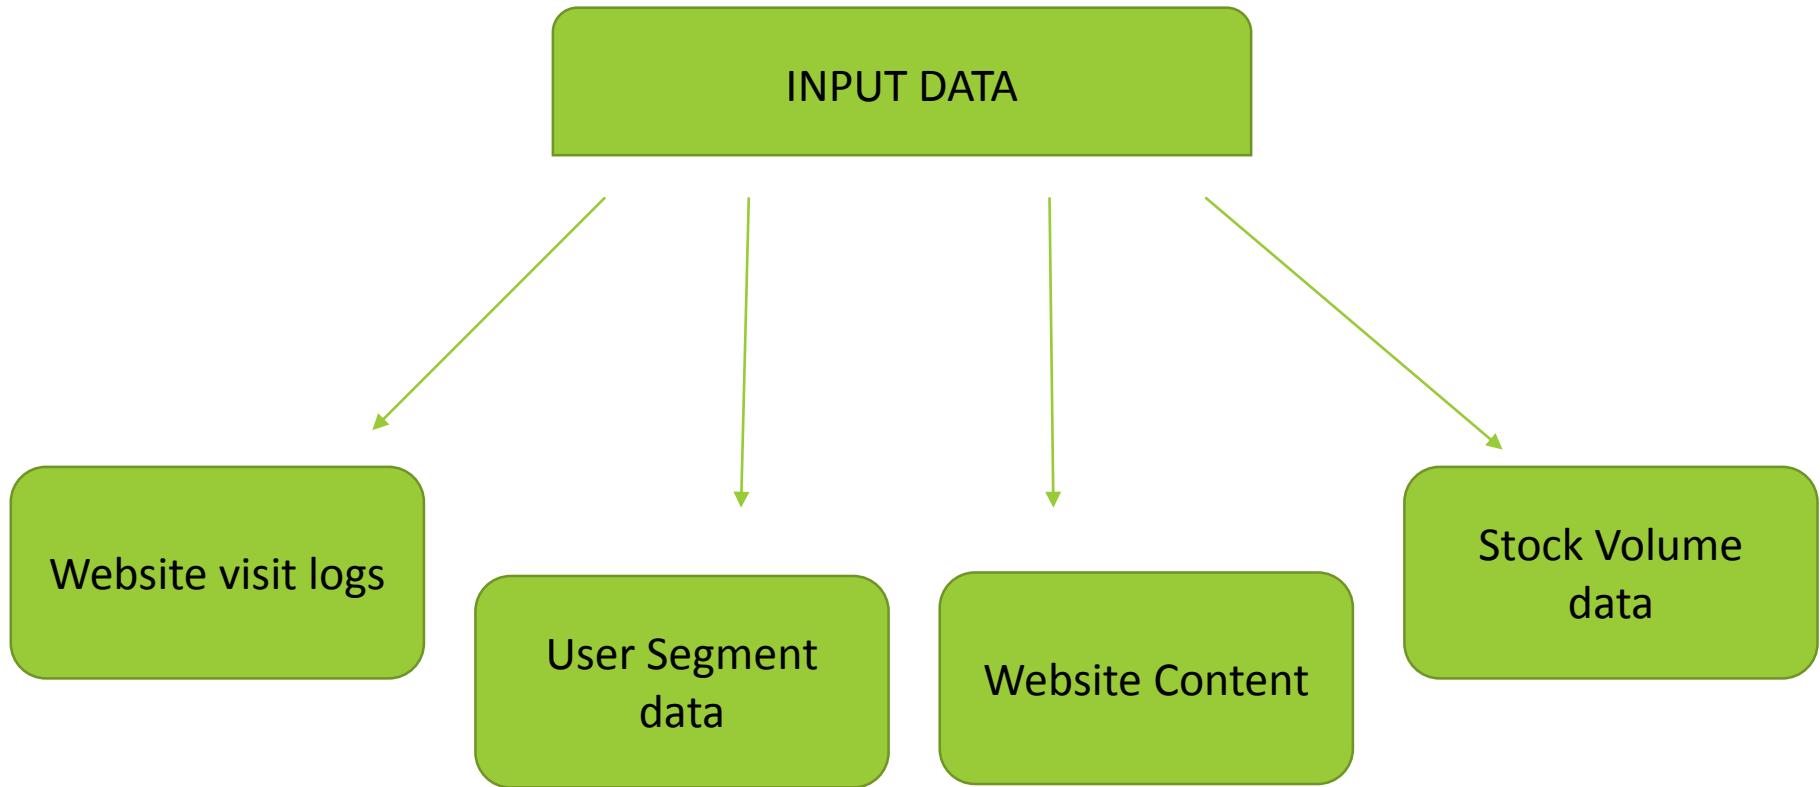 INPUT DATA
Website visit logs
User Segment
data
Website Content
Stock Volume
data